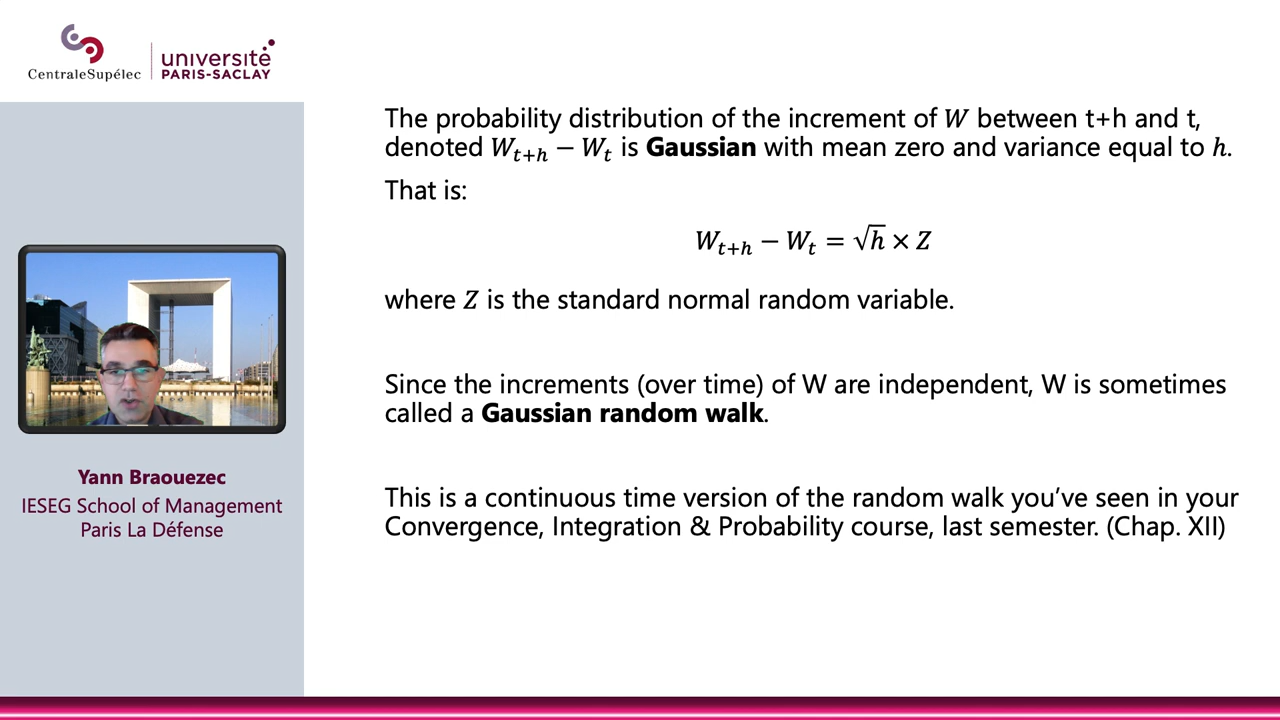 CentraleSupélec
université
PARIS-SACLAY
The probability distribution of the increment of W between t+h and t,
denoted W_{t+h} − W_t is Gaussian with mean zero and variance equal to h.
That is:
W_{t+h} − W_t = √h × Z
where Z is the standard normal random variable.
Since the increments (over time) of W are independent, W is sometimes
called a Gaussian random walk.
This is a continuous time version of the random walk you’ve seen in your
Convergence, Integration & Probability course, last semester. (Chap. XII)
Yann Braouezec
IESEG School of Management
Paris La Défense